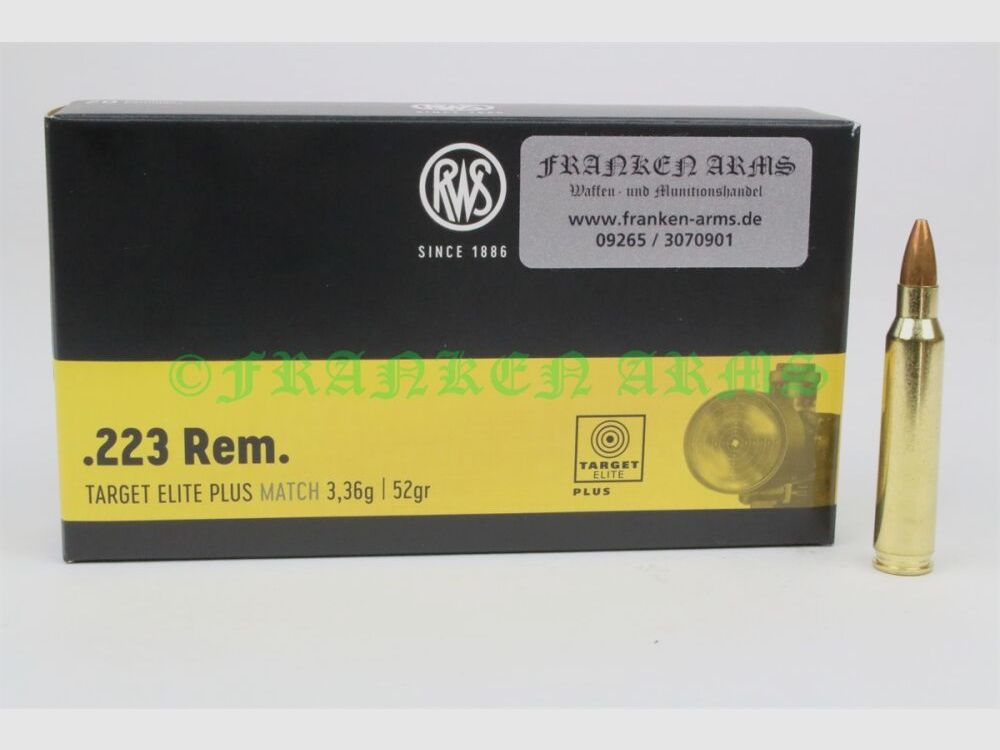 RWS
SINCE 1886
FRANKEN ARMS
Waffen- und Munitionshandel
www.franken-arms.de
09265 / 3070901
©FRANKEN ARMS
.223 Rem.
TARGET ELITE PLUS MATCH 3,36g | 52gr
TARGET
ELITE
PLUS